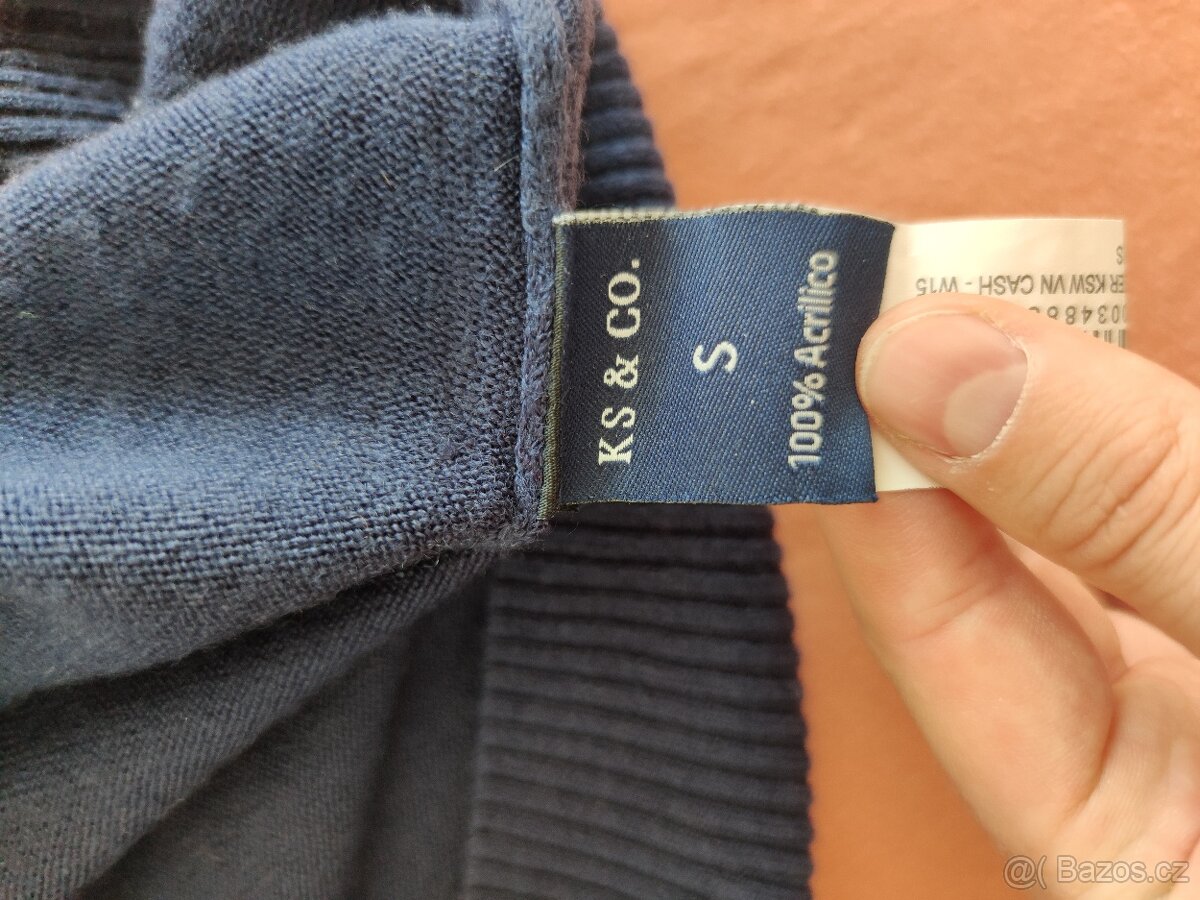 KS & CO.
S
100% Acrilico
S
ER KSW VN CASH - W15
@( Bazos.cz